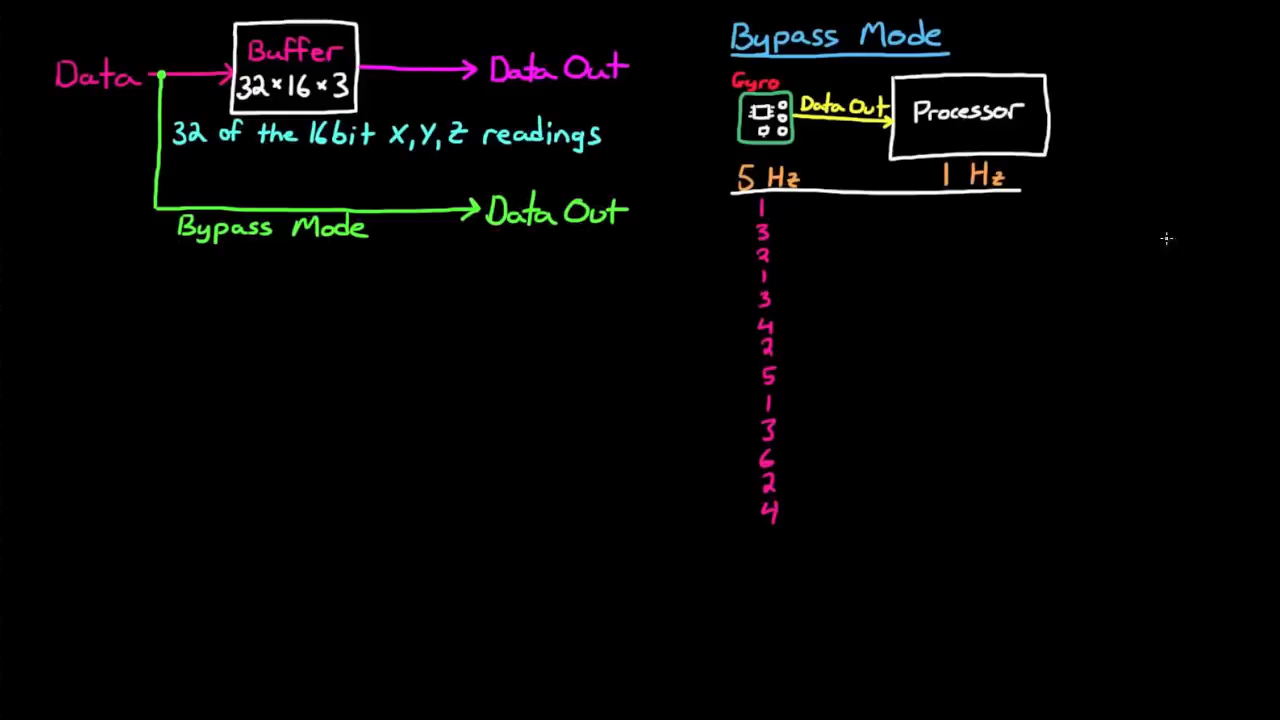 Data
Buffer
32×16×3
Data Out
32 of the 16bit X,Y,Z readings
Bypass Mode
Data Out
Bypass Mode
Gyro
Data Out
Processor
5 Hz
1 Hz
1
3
2
1
3
4
2
5
1
3
6
2
4